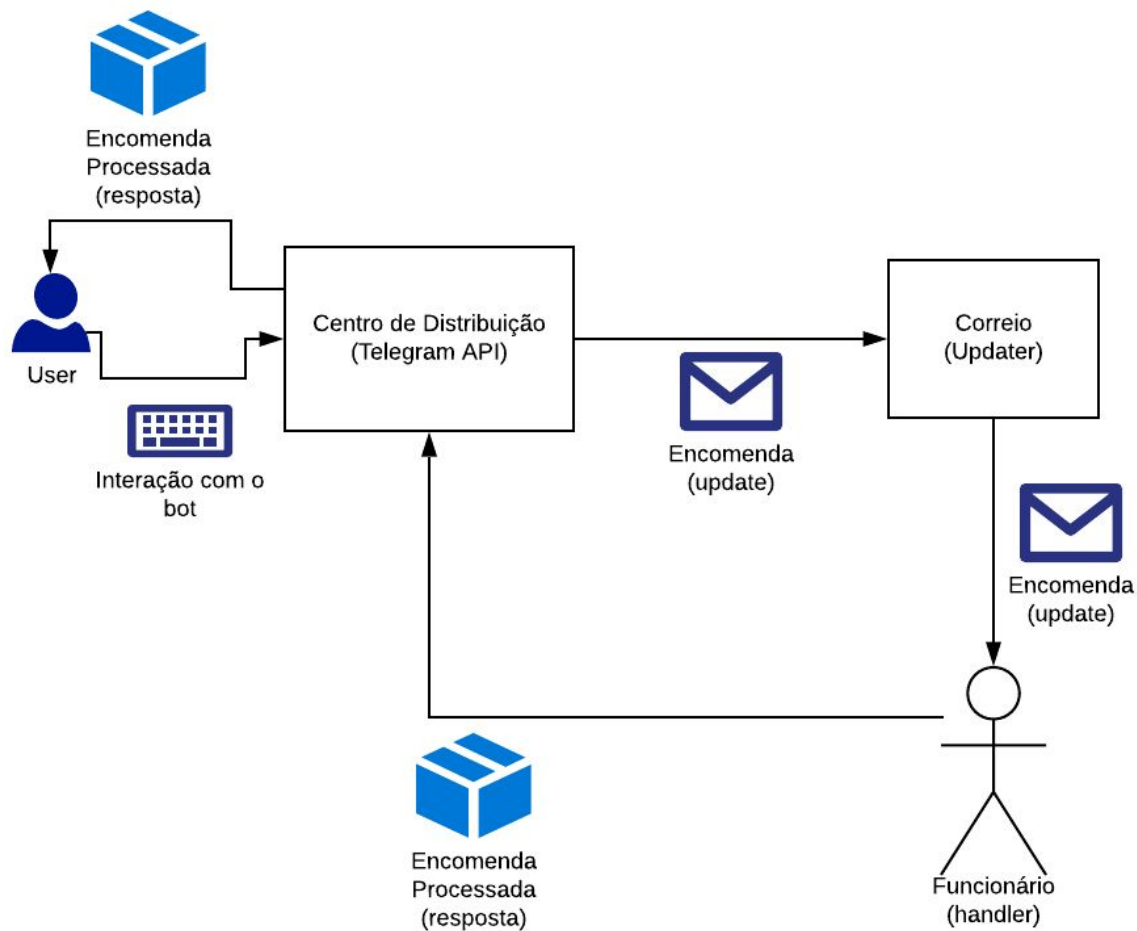 Encomenda
Processada
(resposta)
User
Interação com o
bot
Centro de Distribuição
(Telegram API)
Encomenda
(update)
Correio
(Updater)
Encomenda
(update)
Encomenda
Processada
(resposta)
Funcionário
(handler)